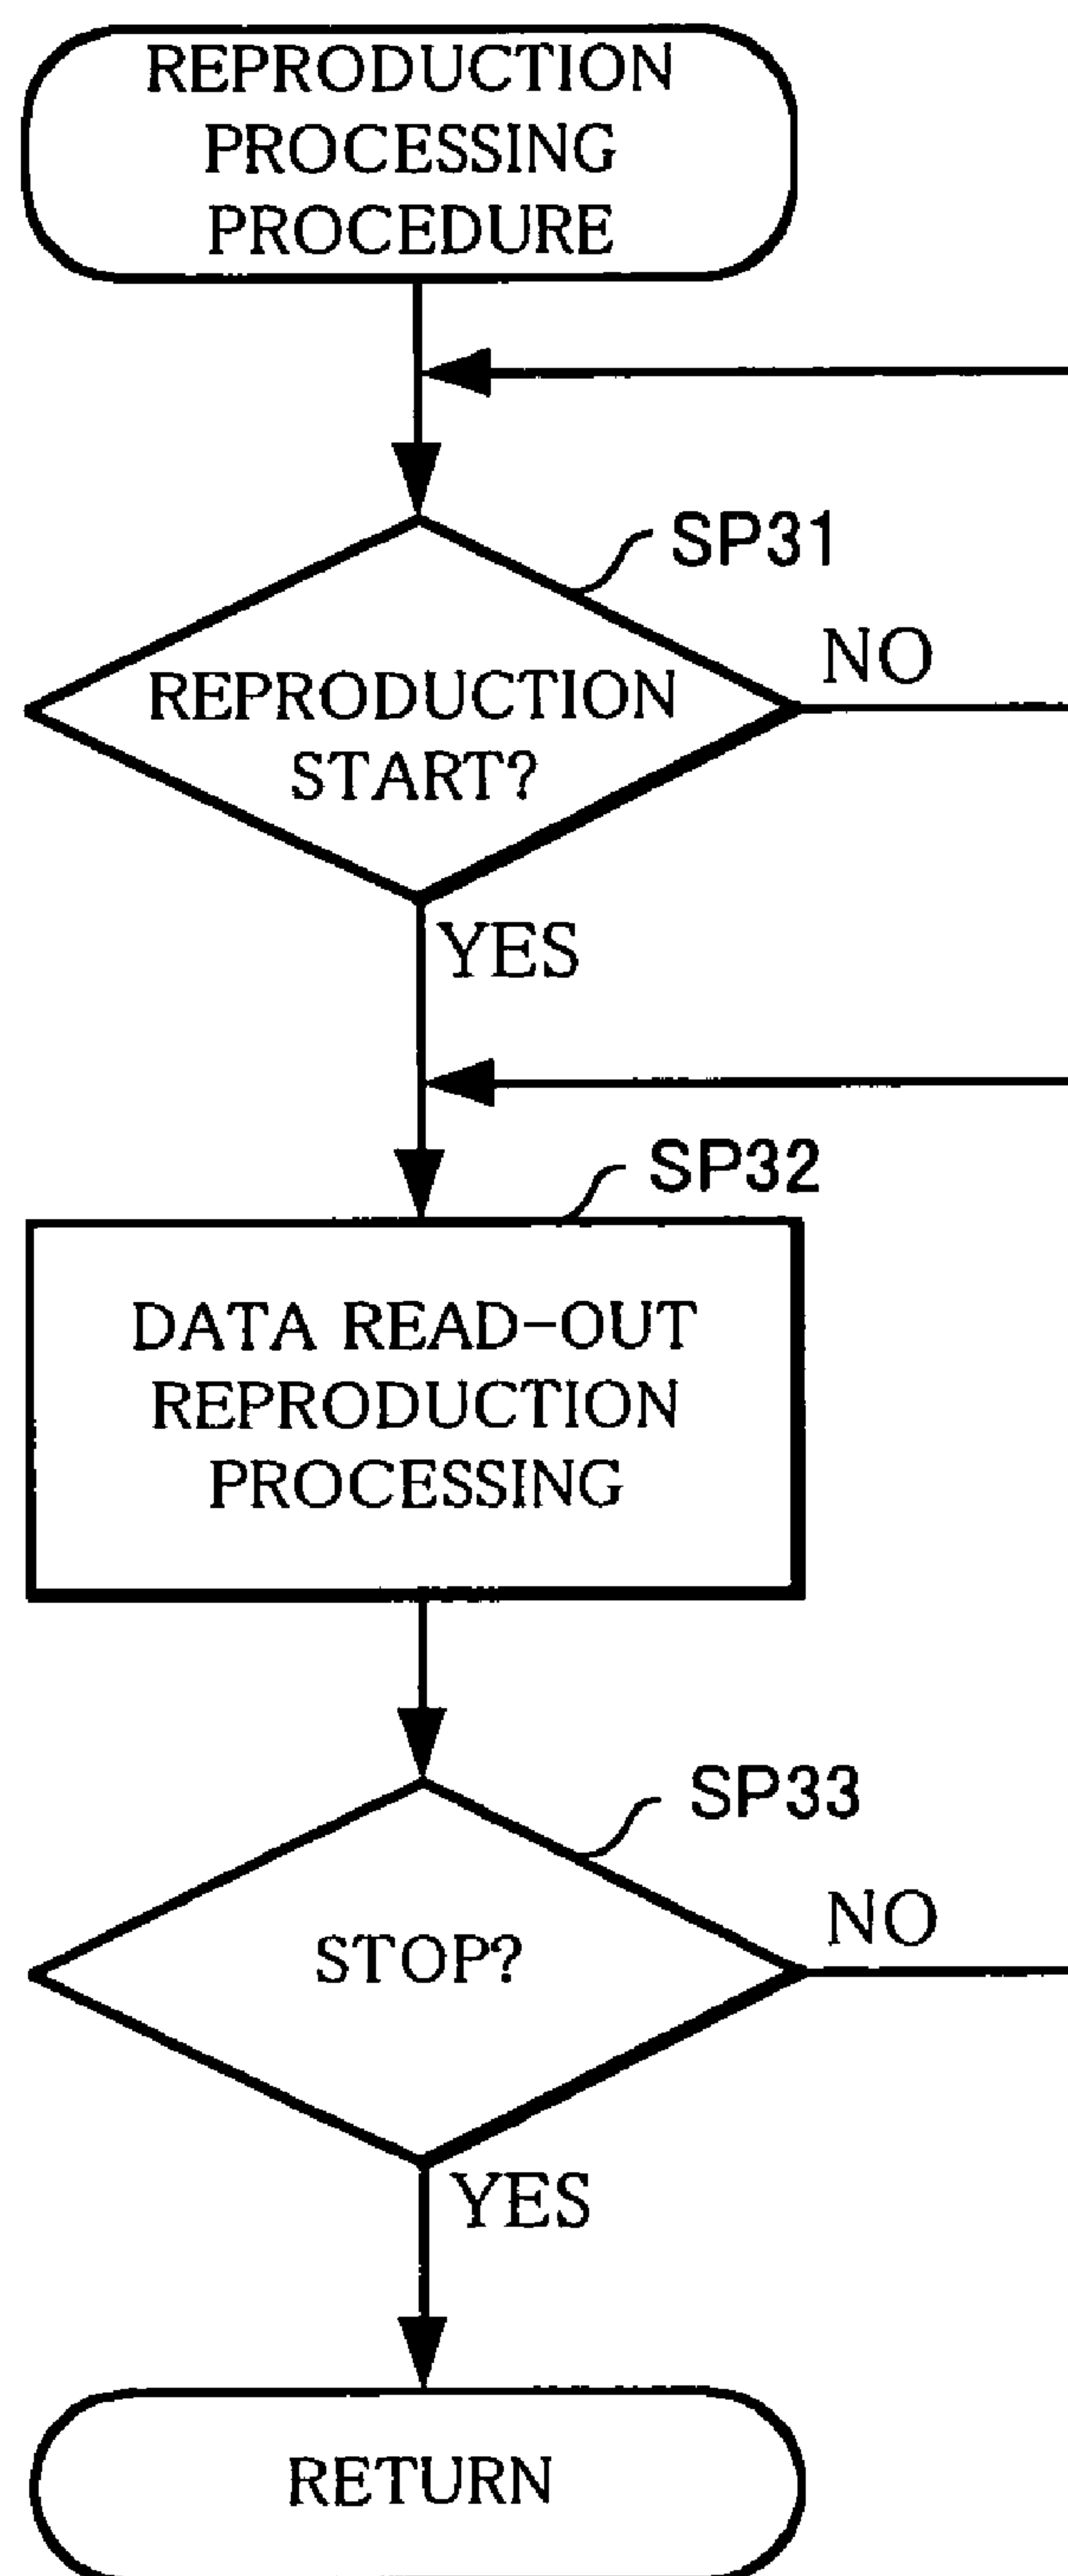 REPRODUCTION
PROCESSING
PROCEDURE
SP31
NO
REPRODUCTION
START?
YES
SP32
DATA READ-OUT
REPRODUCTION
PROCESSING
SP33
NO
STOP?
YES
RETURN